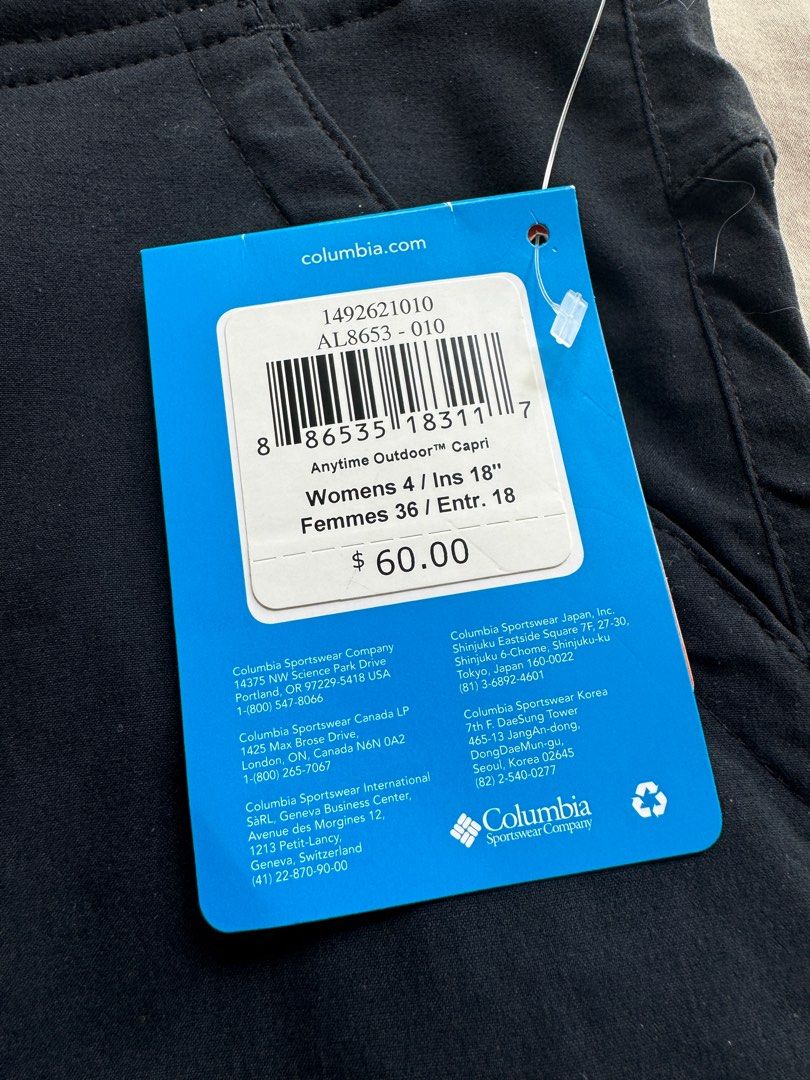 columbia.com
1492621010
AL8653 - 010
8 86535 18311 7
Anytime Outdoor™ Capri
Womens 4 / Ins 18"
Femmes 36 / Entr. 18
$ 60.00
Columbia Sportswear Company
14375 NW Science Park Drive
Portland, OR 97229-5418 USA
1-(800) 547-8066
Columbia Sportswear Canada LP
1425 Max Brose Drive,
London, ON, Canada N6N 0A2
1-(800) 265-7067
Columbia Sportswear International
SàRL, Geneva Business Center,
Avenue des Morgines 12,
1213 Petit-Lancy,
Geneva, Switzerland
(41) 22-870-90-00
Columbia Sportswear Japan, Inc.
Shinjuku Eastside Square 7F, 27-30,
Shinjuku 6-Chome, Shinjuku-ku
Tokyo, Japan 160-0022
(81) 3-6892-4601
Columbia Sportswear Korea
7th F. DaeSung Tower
465-13 JangAn-dong,
DongDaeMun-gu,
Seoul, Korea 02645
(82) 2-540-0277
Columbia
Sportswear Company